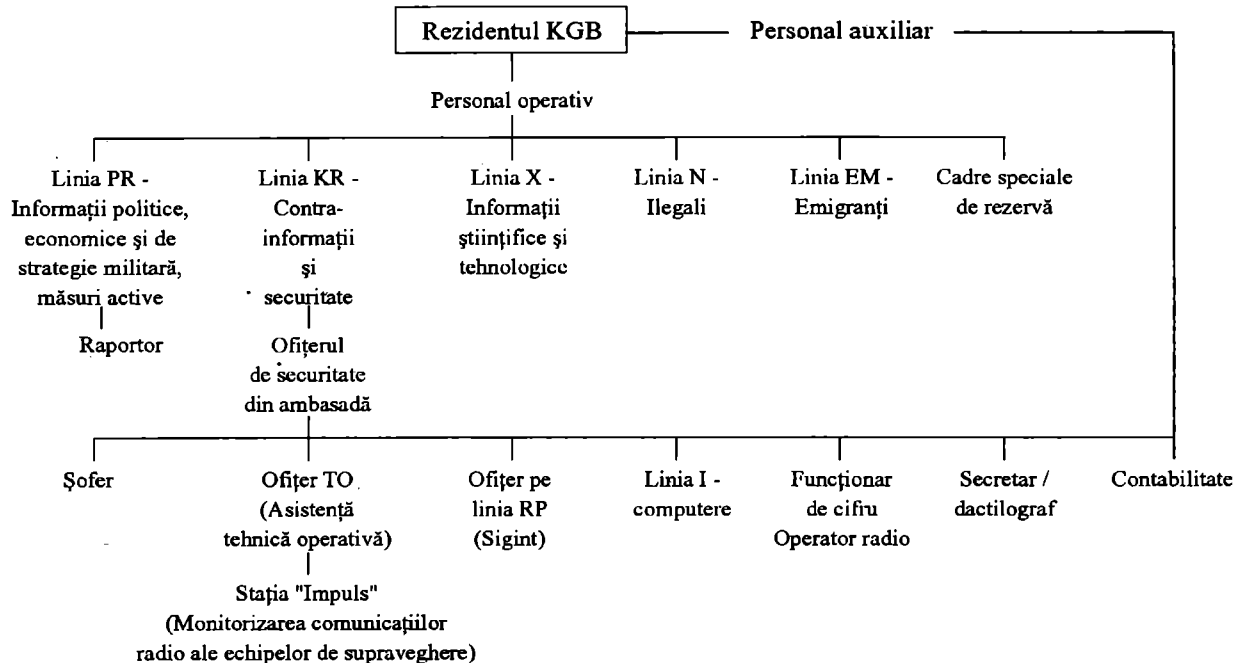 Rezidentul KGB
Personal auxiliar
Personal operativ
Linia PR -
Informații politice,
economice și de
strategie militară,
măsuri active
Raportor
Linia KR -
Contra-
informații
și
securitate
Ofițerul
de securitate
din ambasadă
Linia X -
Informații
științifice și
tehnologice
Linia N -
Ilegali
Linia EM -
Emigranți
Cadre speciale
de rezervă
Șofer
Ofițer TO
(Asistență
tehnică operativă)
Stația "Impuls"
(Monitorizarea comunicațiilor
radio ale echipelor de supraveghere)
Ofițer pe
linia RP
(Sigint)
Linia I -
computere
Funcționar
de cifru
Operator radio
Secretar /
dactilograf
Contabilitate